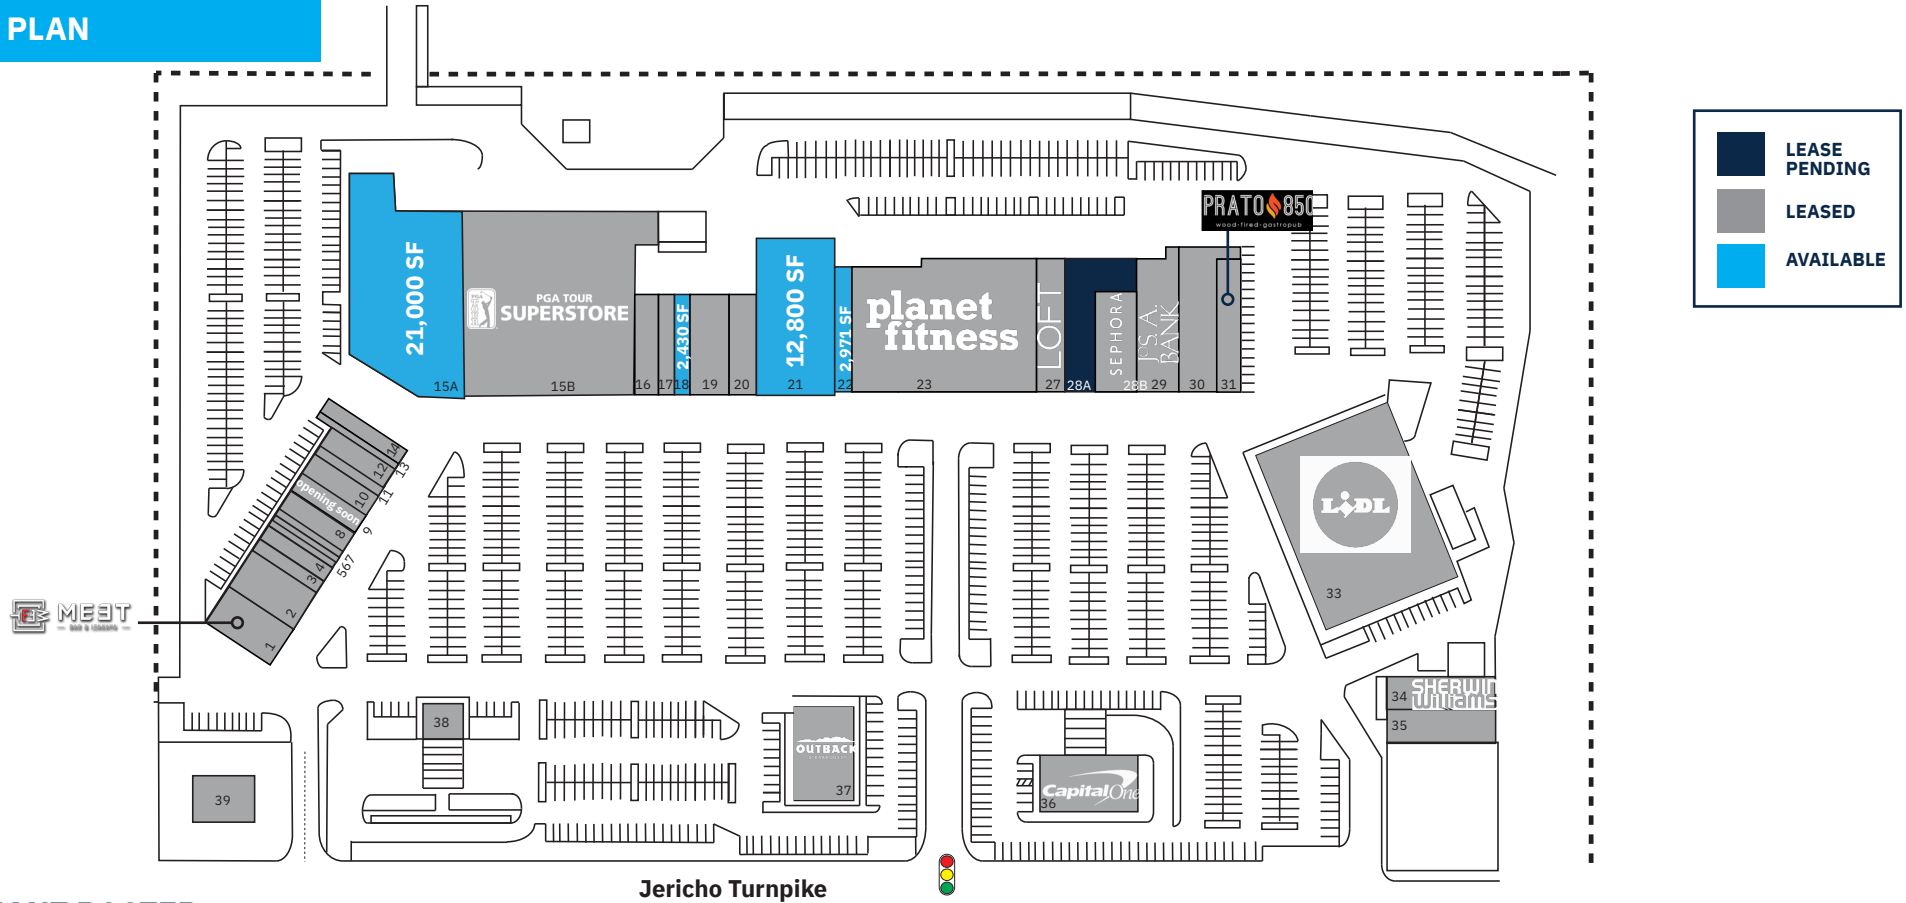 PLAN
LEASE
PENDING
LEASED
AVAILABLE
PRATO 850
wood-fired-gastropub
21,000 SF
15A
PGA TOUR
SUPERSTORE
15B
16
17
2,430 SF
18
19
20
12,800 SF
21
2,971 SF
22
planet
fitness
23
LOFT
27
28A
SEPHORA
28B
JS. A.
BANK
29
30
31
14
13
12
11
10
opening soon
9
8
567
4
3
2
1
MEET
LIDL
33
34
SHERWIN
Williams
35
38
39
OUTBACK
37
Capital One
36
Jericho Turnpike